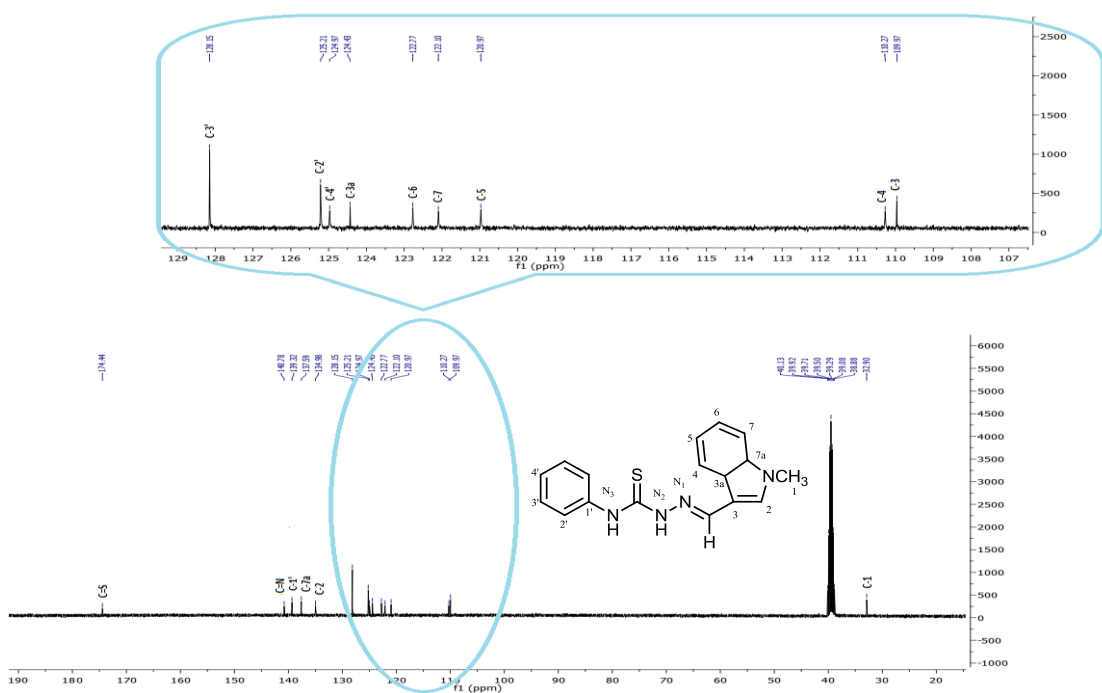 128.15 125.21 124.97 124.43 122.77 122.10 120.97 110.27 109.97
2500
2000
1500
1000
500
0
C-3' C-2' C-4' C-3a C-6 C-7 C-5 C-4 C-3
129 128 127 126 125 124 123 122 121 120 119 118 117 116 115 114 113 112 111 110 109 108 107
f1 (ppm)
174.44 140.78 139.32 137.59 134.98 128.15 125.21 124.97 124.43 122.77 122.10 120.97 110.27 109.97 40.13 39.92 39.71 39.50 39.29 39.08 38.88 32.90
6000
5500
5000
4500
4000
3500
3000
2500
2000
1500
1000
500
0
-500
-1000
6
5 7
4 7a
3a N CH₃
1
4' S N₁ 3 2
3' N₃ N₂ N
2' 1' N N
H H H
C=S C=N C-1' C-7a C-2 C-1
190 180 170 160 150 140 130 120 110 100 90 80 70 60 50 40 30 20
f1 (ppm)